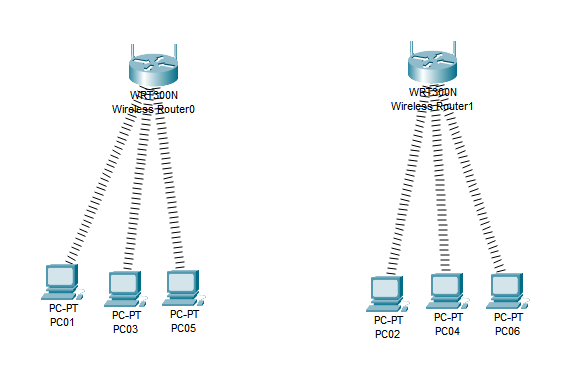 WRT300N
Wireless Router0
WRT300N
Wireless Router1
PC-PT
PC01
PC-PT
PC03
PC-PT
PC05
PC-PT
PC02
PC-PT
PC04
PC-PT
PC06